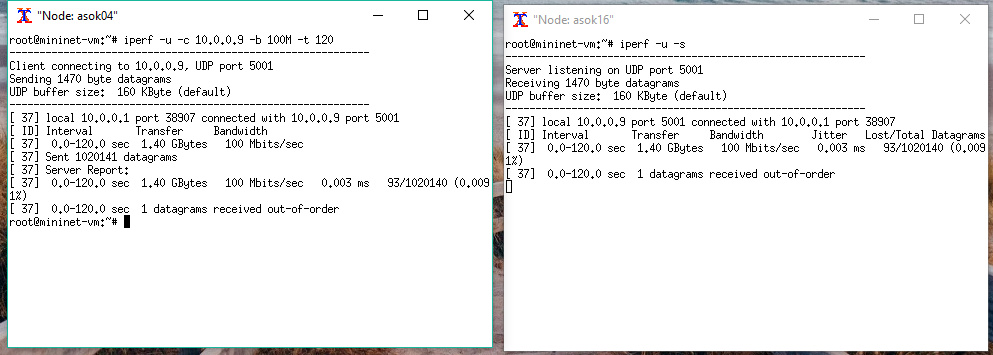 "Node: asok04"
root@mininet-vm:~# iperf -u -c 10.0.0.9 -b 100M -t 120
------------------------------------------------------------
Client connecting to 10.0.0.9, UDP port 5001
Sending 1470 byte datagrams
UDP buffer size:  160 KByte (default)
------------------------------------------------------------
[ 37] local 10.0.0.1 port 38907 connected with 10.0.0.9 port 5001
[ ID] Interval       Transfer     Bandwidth
[ 37]  0.0-120.0 sec  1.40 GBytes   100 Mbits/sec
[ 37] Sent 1020141 datagrams
[ 37] Server Report:
[ 37]  0.0-120.0 sec  1.40 GBytes   100 Mbits/sec   0.003 ms   93/1020140 (0.009
1%)
[ 37]  0.0-120.0 sec  1 datagrams received out-of-order
root@mininet-vm:~#
"Node: asok16"
root@mininet-vm:~# iperf -u -s
------------------------------------------------------------
Server listening on UDP port 5001
Receiving 1470 byte datagrams
UDP buffer size:  160 KByte (default)
------------------------------------------------------------
[ 37] local 10.0.0.9 port 5001 connected with 10.0.0.1 port 38907
[ ID] Interval       Transfer     Bandwidth        Jitter   Lost/Total Datagrams
[ 37]  0.0-120.0 sec  1.40 GBytes   100 Mbits/sec   0.003 ms   93/1020140 (0.009
1%)
[ 37]  0.0-120.0 sec  1 datagrams received out-of-order